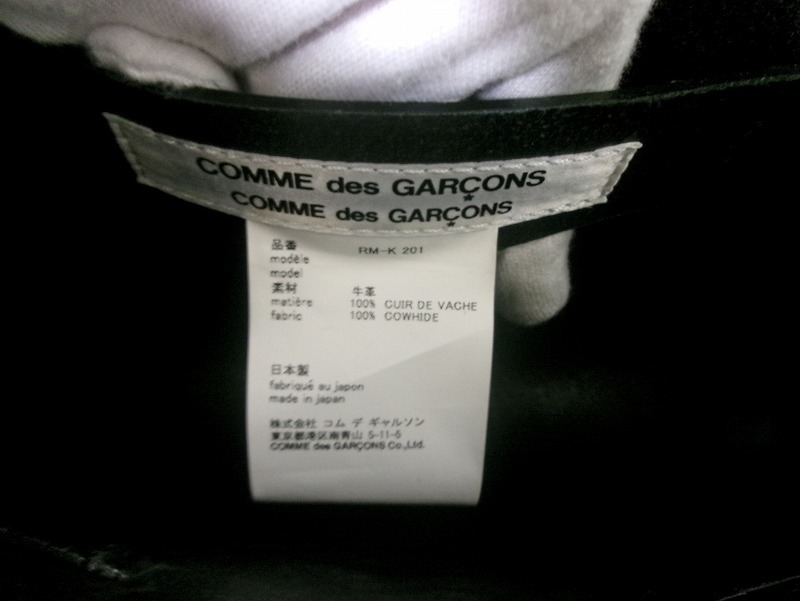 COMME des GARÇONS
COMME des GARÇONS
品番 RM-K 201
modèle
model
素材 牛革
matière 100% CUIR DE VACHE
fabric 100% COWHIDE
日本製
fabriqué au japon
made in japan
株式会社 コム デ ギャルソン
東京都港区南青山 5-11-5
COMME des GARÇONS Co.,Ltd.